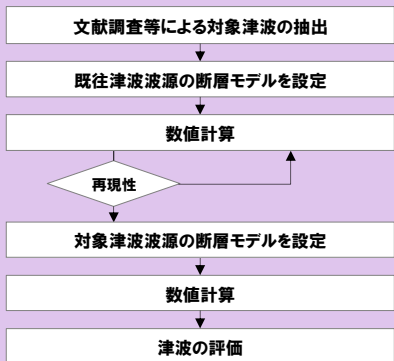 文献調査等による対象津波の抽出
既往津波波源の断層モデルを設定
数値計算
再現性
対象津波波源の断層モデルを設定
数値計算
津波の評価